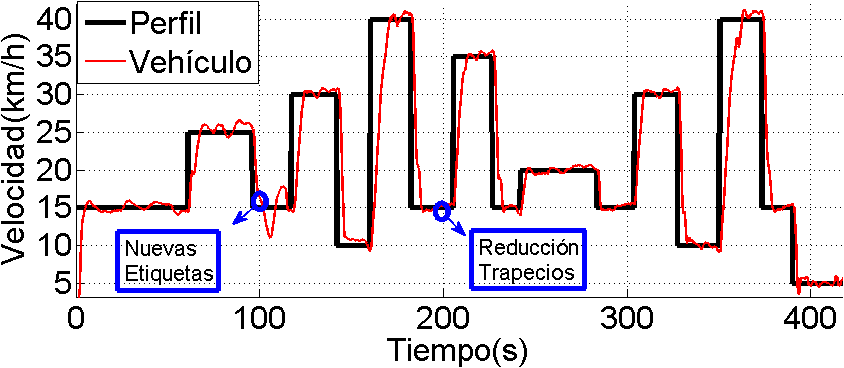 Perfil
Vehículo
Velocidad(km/h)
40
35
30
25
20
15
10
5
Nuevas
Etiquetas
Reducción
Trapecios
0
100
200
300
400
Tiempo(s)